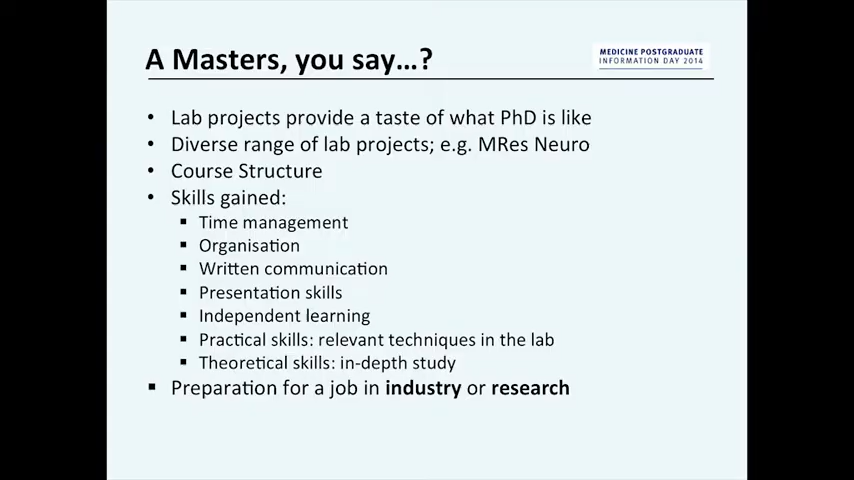 A Masters, you say...?
MEDICINE POSTGRADUATE
INFORMATION DAY 2014
• Lab projects provide a taste of what PhD is like
• Diverse range of lab projects; e.g. MRes Neuro
• Course Structure
• Skills gained:
▪ Time management
▪ Organisation
▪ Written communication
▪ Presentation skills
▪ Independent learning
▪ Practical skills: relevant techniques in the lab
▪ Theoretical skills: in-depth study
▪ Preparation for a job in industry or research